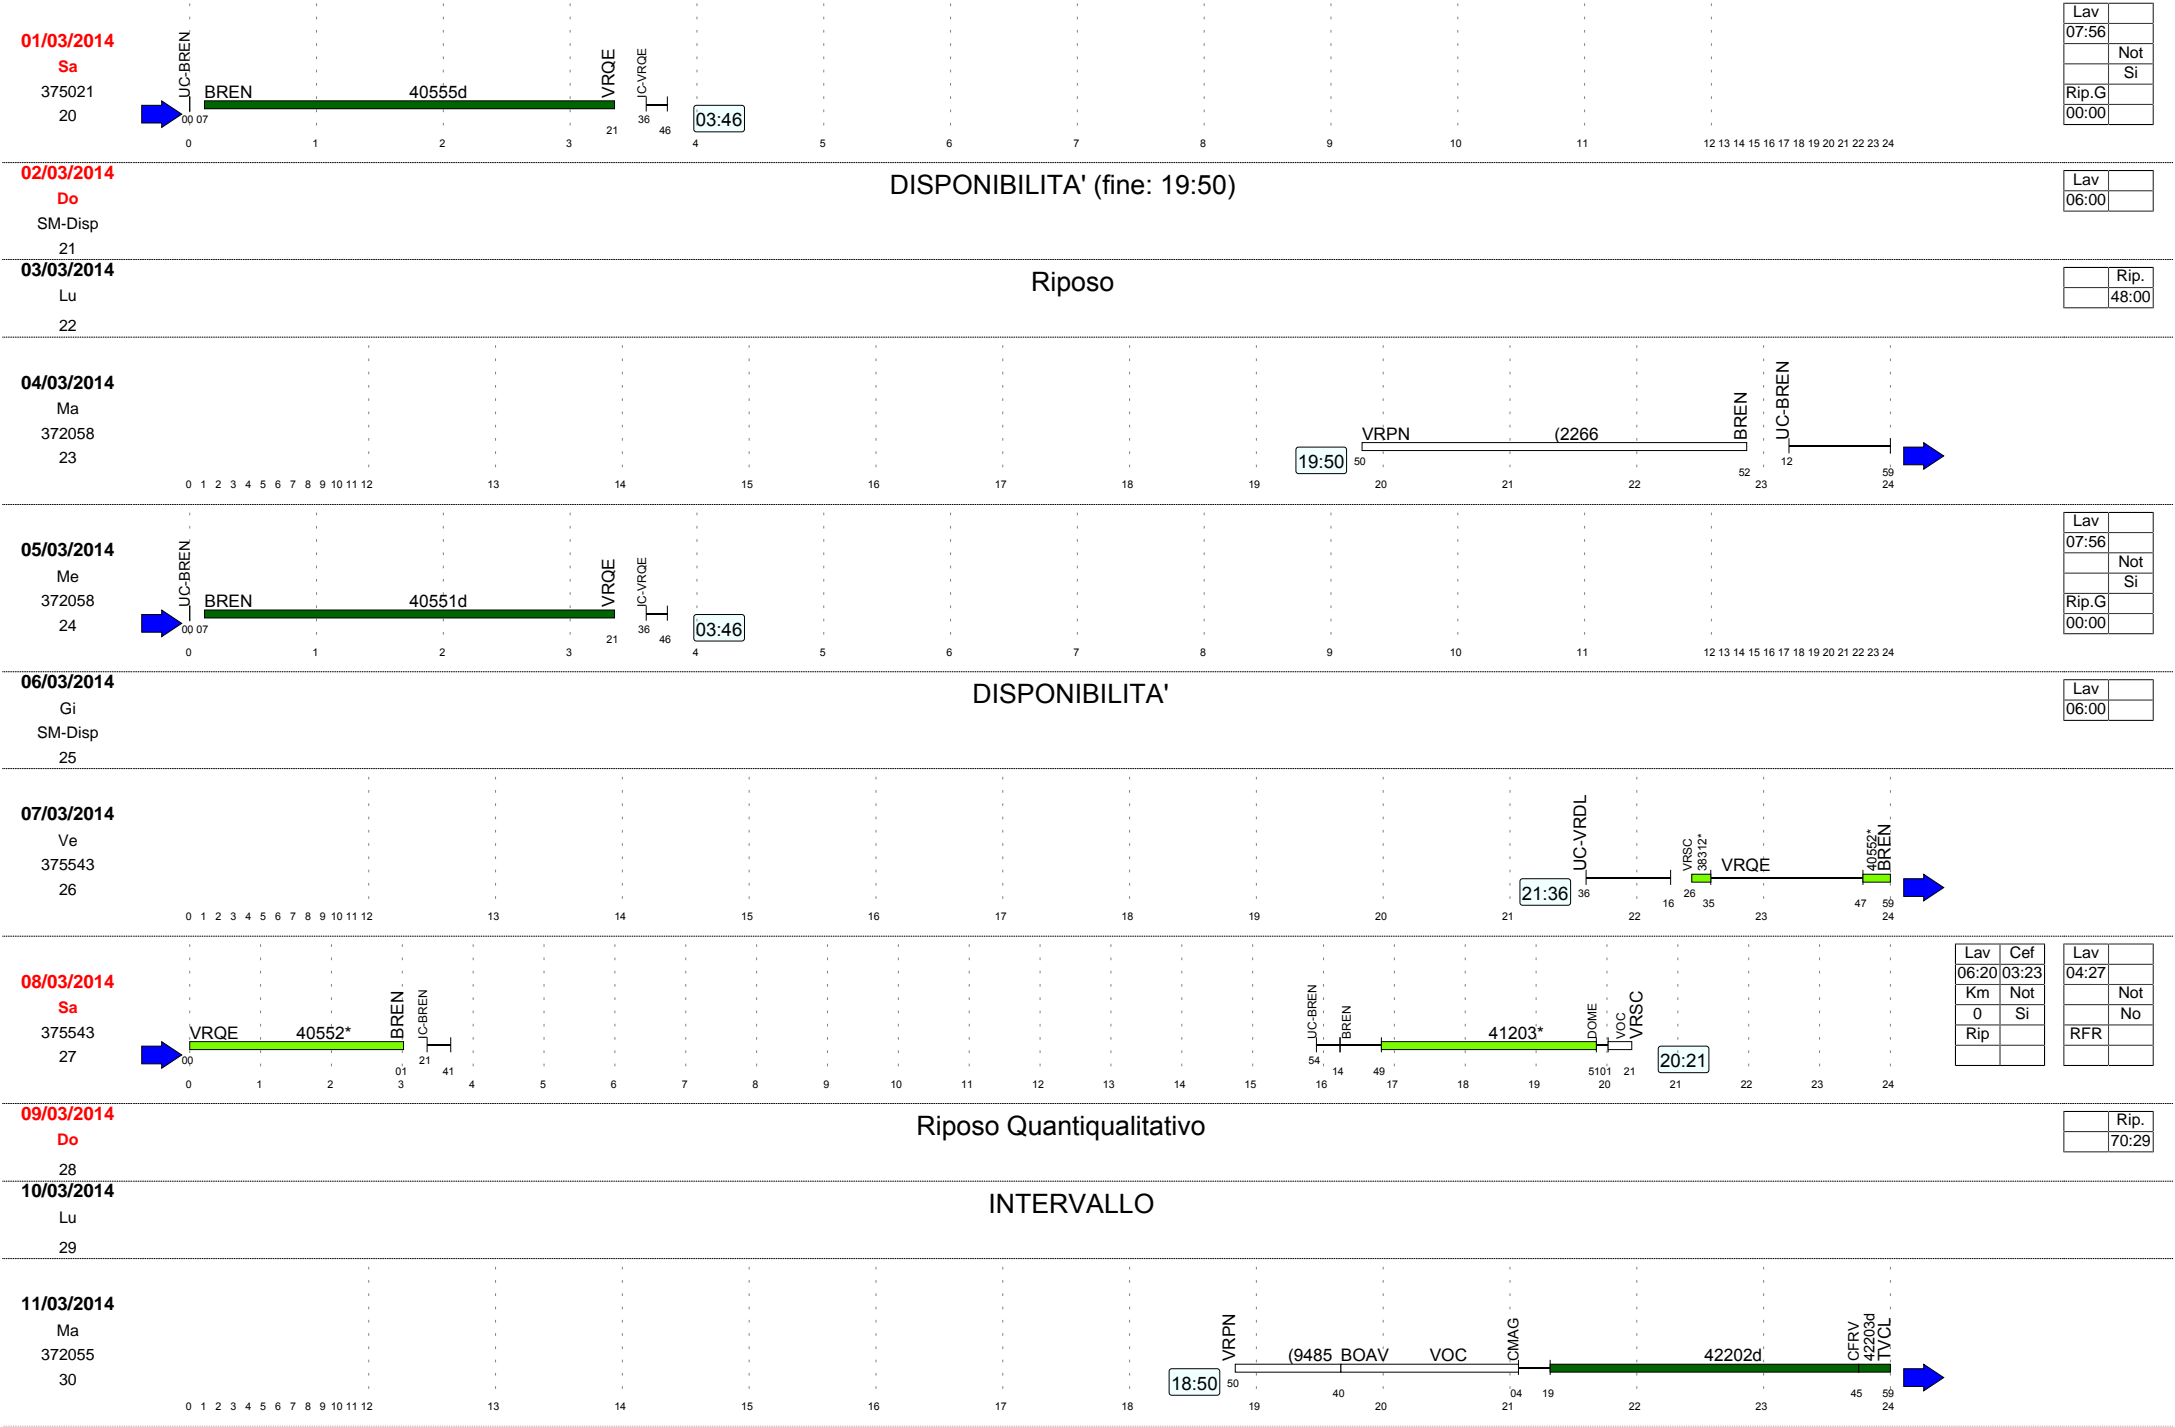 01/03/2014
Sa
375021
20
UC-BREN
BREN 40555d VRQE
IC-VRQE
00 07 21 36 46
03:46
0 1 2 3 4 5 6 7 8 9 10 11 12 13 14 15 16 17 18 19 20 21 22 23 24
Lav
07:56
Not
Si
Rip.G
00:00
02/03/2014
Do
SM-Disp
21
DISPONIBILITA' (fine: 19:50)
Lav
06:00
03/03/2014
Lu
22
Riposo
Rip.
48:00
04/03/2014
Ma
372058
23
19:50
VRPN (2266 BREN
UC-BREN
50 52 12 59
0 1 2 3 4 5 6 7 8 9 10 11 12 13 14 15 16 17 18 19 20 21 22 23 24
05/03/2014
Me
372058
24
UC-BREN
BREN 40551d VRQE
IC-VRQE
00 07 21 36 46
03:46
0 1 2 3 4 5 6 7 8 9 10 11 12 13 14 15 16 17 18 19 20 21 22 23 24
Lav
07:56
Not
Si
Rip.G
00:00
06/03/2014
Gi
SM-Disp
25
DISPONIBILITA'
Lav
06:00
07/03/2014
Ve
375543
26
21:36
UC-VRDL
VRSC
38312*
VRQE
40552*
BREN
36 16 26 35 47 59
0 1 2 3 4 5 6 7 8 9 10 11 12 13 14 15 16 17 18 19 20 21 22 23 24
08/03/2014
Sa
375543
27
VRQE 40552* BREN
IC-BREN
00 01 21 41
UC-BREN
BREN
41203*
DOME
VOC
VRSC
54 14 49 51 01 21
20:21
0 1 2 3 4 5 6 7 8 9 10 11 12 13 14 15 16 17 18 19 20 21 22 23 24
Lav Cef
06:20 03:23
Km Not
0 Si
Rip
Lav
04:27
Not
No
RFR
09/03/2014
Do
28
Riposo Quantiqualitativo
Rip.
70:29
10/03/2014
Lu
29
INTERVALLO
11/03/2014
Ma
372055
30
18:50
VRPN
(9485 BOAV VOC
CMAG
42202d
CFRV
42203d
TVCL
50 40 04 19 45 59
0 1 2 3 4 5 6 7 8 9 10 11 12 13 14 15 16 17 18 19 20 21 22 23 24